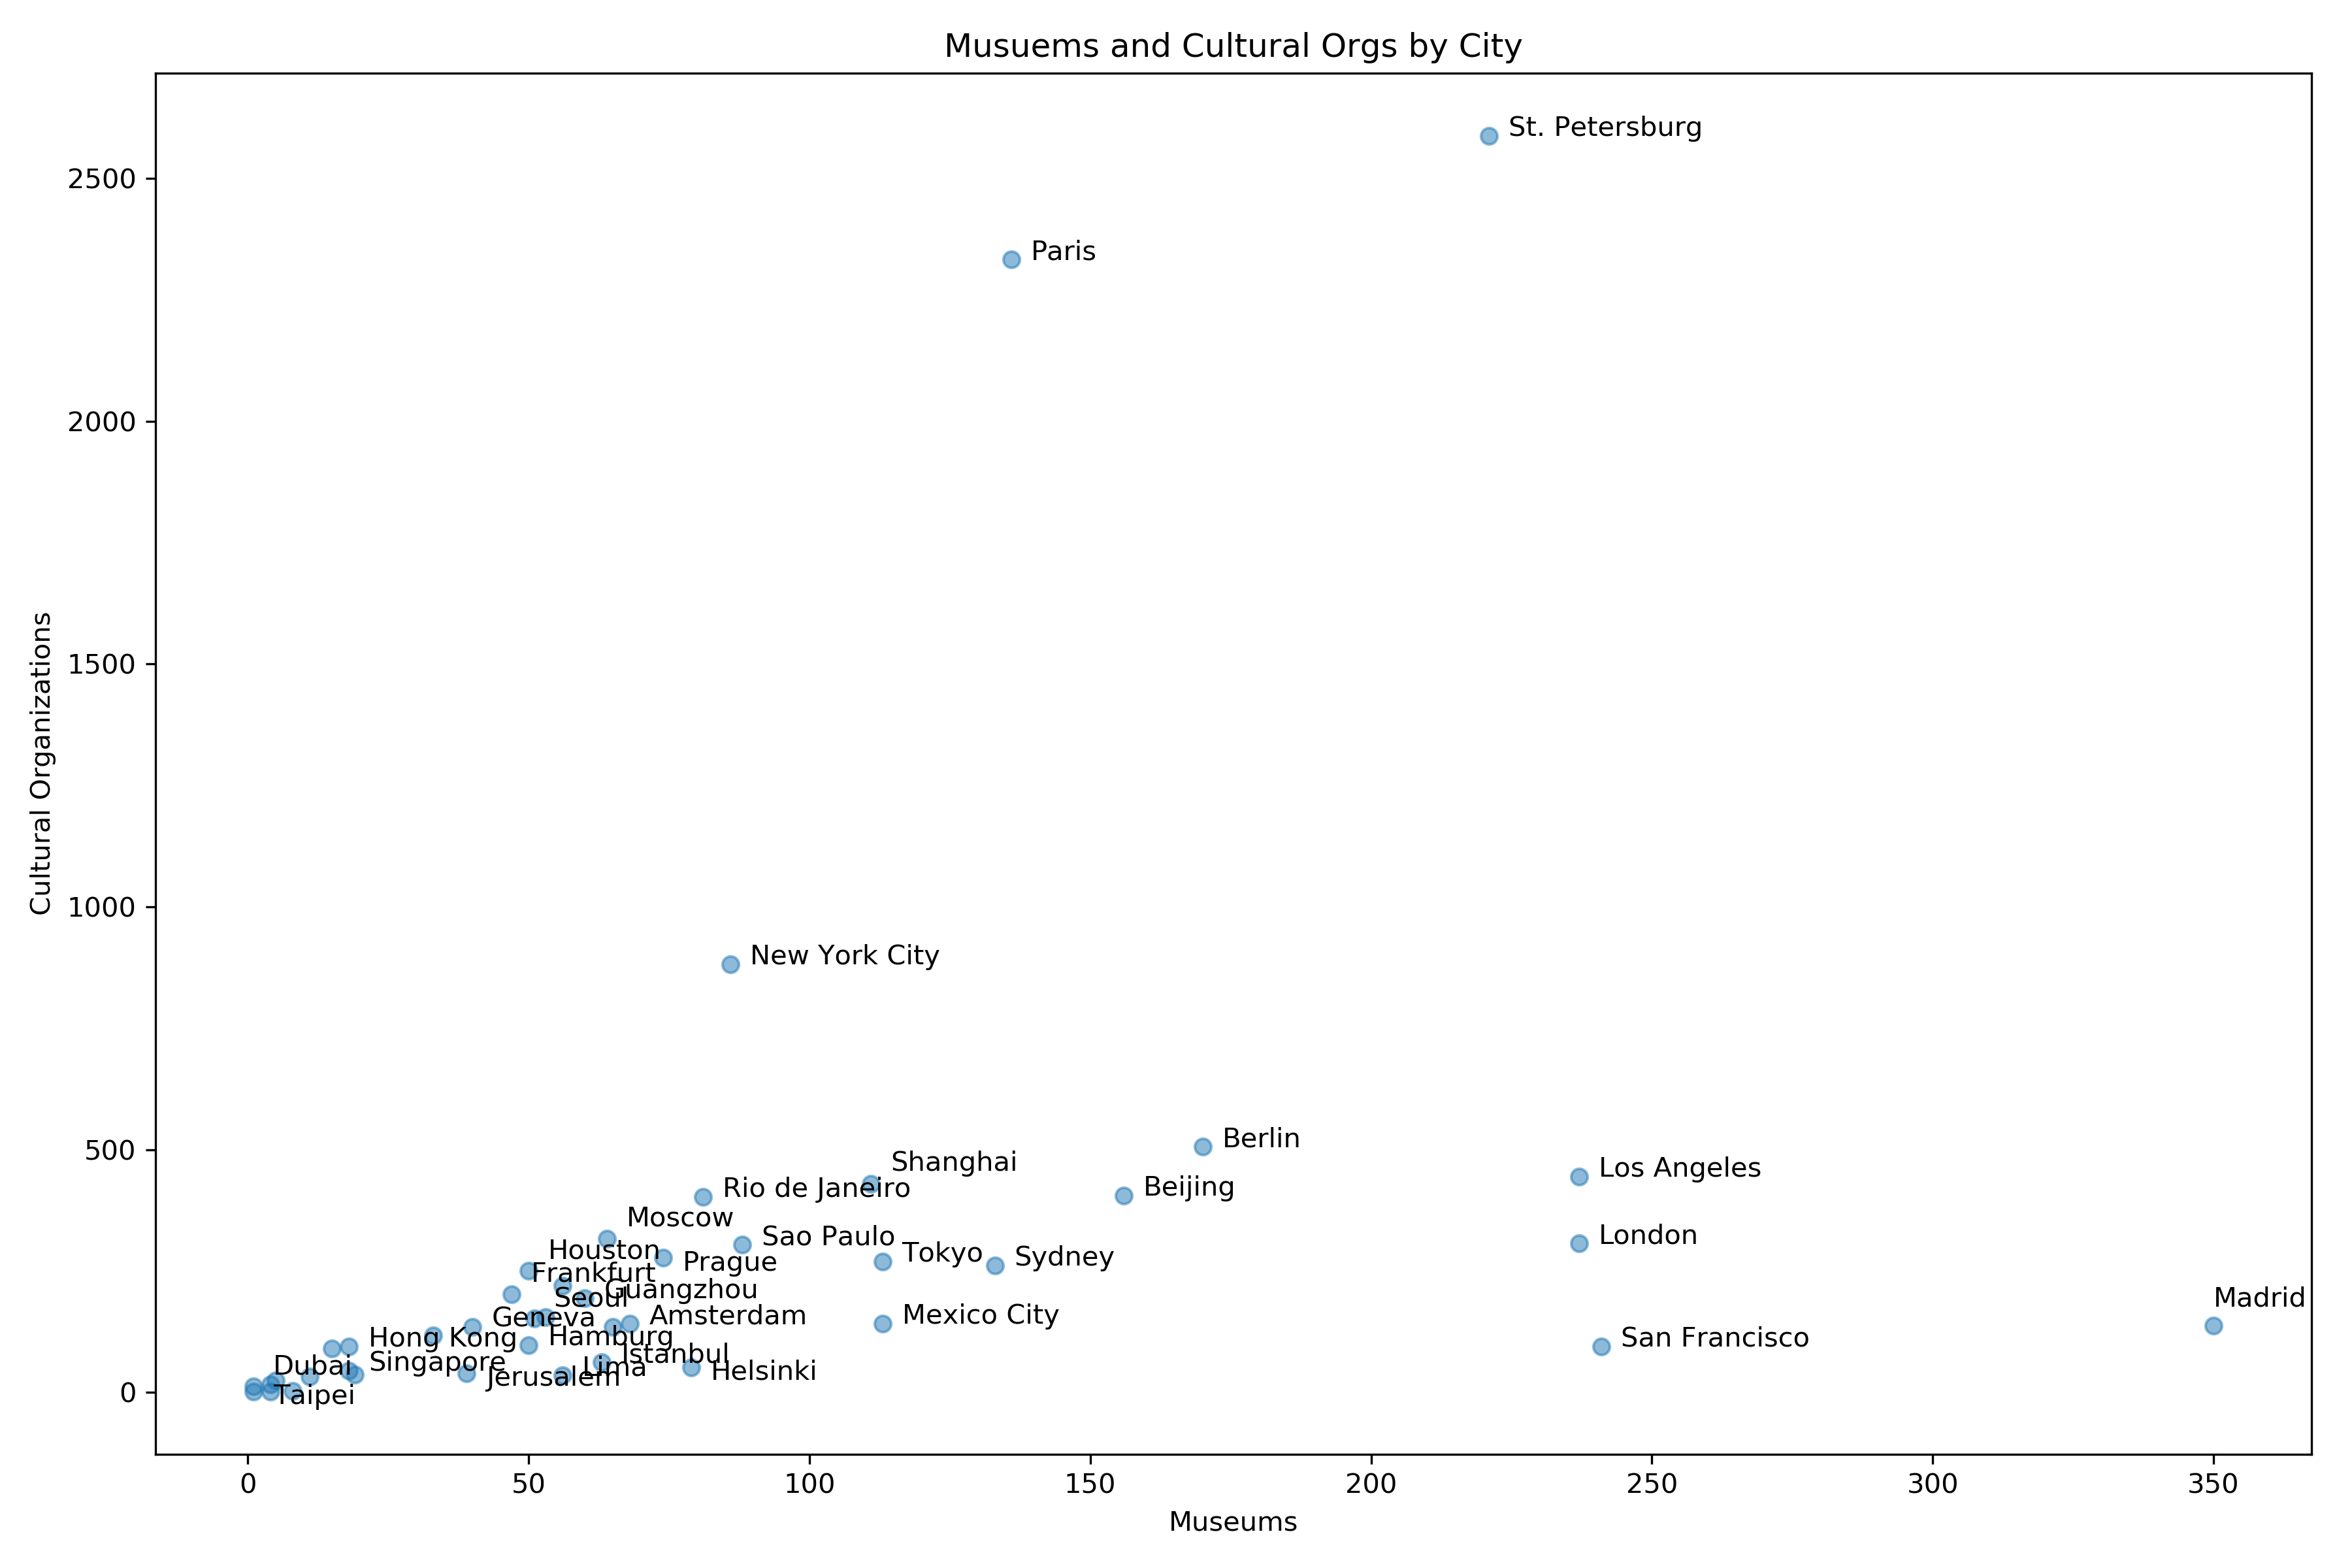 Musuems and Cultural Orgs by City
St. Petersburg
2500
Paris
2000
Cultural Organizations
1500
1000
New York City
500
Berlin
Shanghai
Los Angeles
Rio de Janeiro
Beijing
Moscow
Sao Paulo
London
Houston
Tokyo
Sydney
Prague
Frankfurt
Guangzhou
Seoul
Madrid
Geneva
Amsterdam
Mexico City
Hong Kong
Hamburg
San Francisco
Istanbul
Dubai
Singapore
Lima
Helsinki
Jerusalem
0
Taipei
0 50 100 150 200 250 300 350
Museums